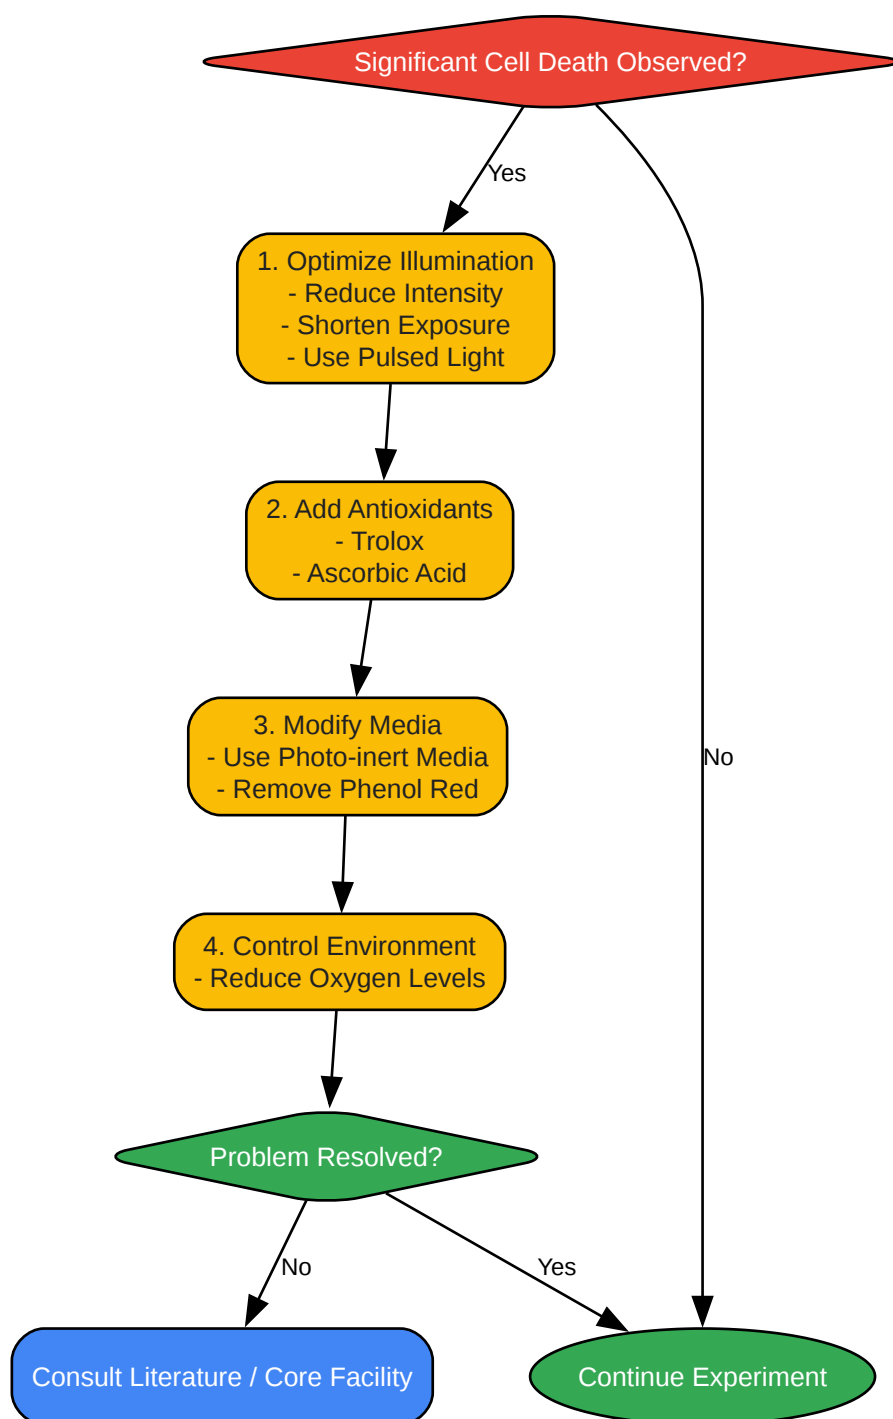 Significant Cell Death Observed?
Yes
1. Optimize Illumination
- Reduce Intensity
- Shorten Exposure
- Use Pulsed Light
2. Add Antioxidants
- Trolox
- Ascorbic Acid
3. Modify Media
- Use Photo-inert Media
- Remove Phenol Red
No
4. Control Environment
- Reduce Oxygen Levels
Problem Resolved?
No
Yes
Consult Literature / Core Facility
Continue Experiment